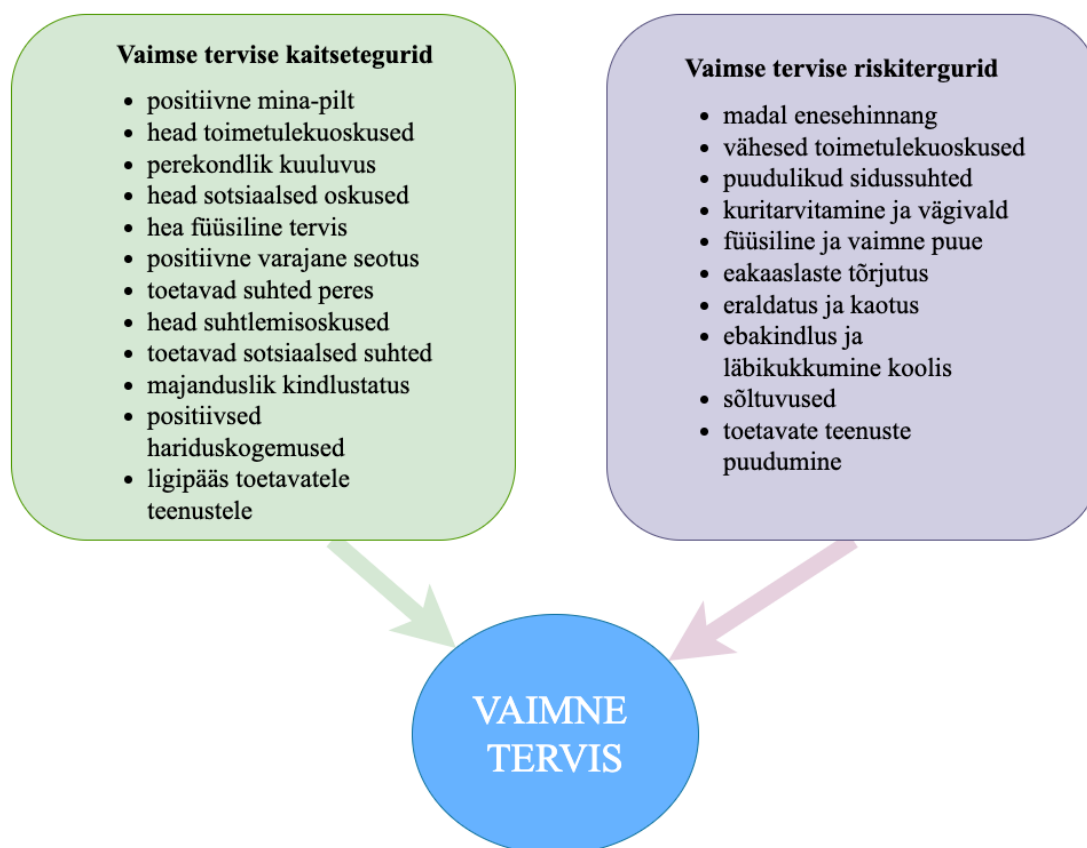 Vaimse tervise kaitsetegurid
• positiivne mina-pilt
• head toimetulekuoskused
• perekondlik kuuluvus
• head sotsiaalsed oskused
• hea füüsiline tervis
• positiivne varajane seotus
• toetavad suhted peres
• head suhtlemisoskused
• toetavad sotsiaalsed suhted
• majanduslik kindlustatus
• positiivsed
hariduskogemused
• ligipääs toetavatele
teenustele
Vaimse tervise riskitergurid
• madal enesehinnang
• vähesed toimetulekuoskused
• puudulikud sidussuhted
• kuritarvitamine ja vägivald
• füüsiline ja vaimne puue
• eakaaslaste tõrjutus
• eraldatus ja kaotus
• ebakindlus ja
läbikukkumine koolis
• sõltuvused
• toetavate teenuste
puudumine
VAIMNE
TERVIS